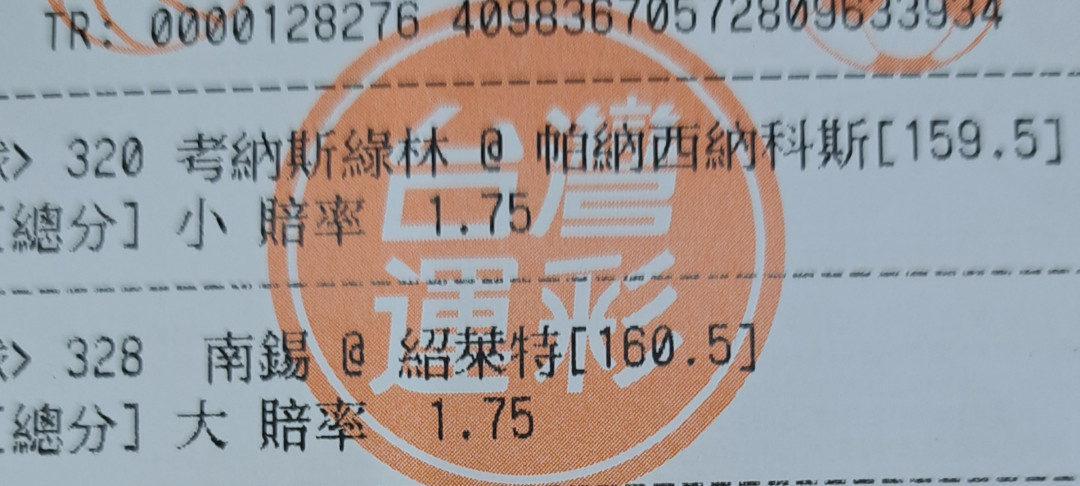 TR: 0000128276 409836705728096​33934
> 320 考納斯綠林 @ 帕納西納科斯[159.5]
[總分] 小 賠率 1.75
> 328 南錫 @ 紹萊特[160.5]
[總分] 大 賠率 1.75
台灣
運彩